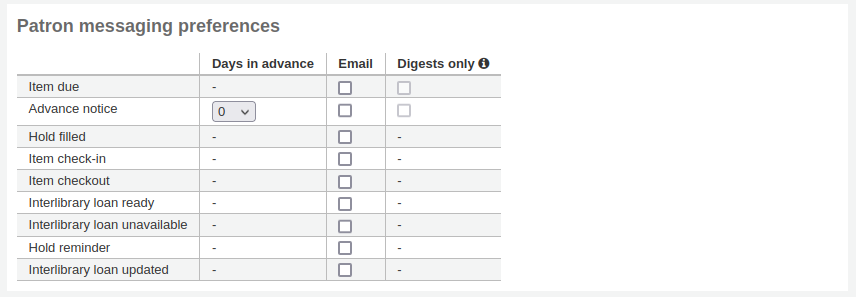 Patron messaging preferences
Days in advance Email Digests only
Item due - 
Advance notice 0
Hold filled - -
Item check-in - -
Item checkout - -
Interlibrary loan ready - -
Interlibrary loan unavailable - -
Hold reminder - -
Interlibrary loan updated - -